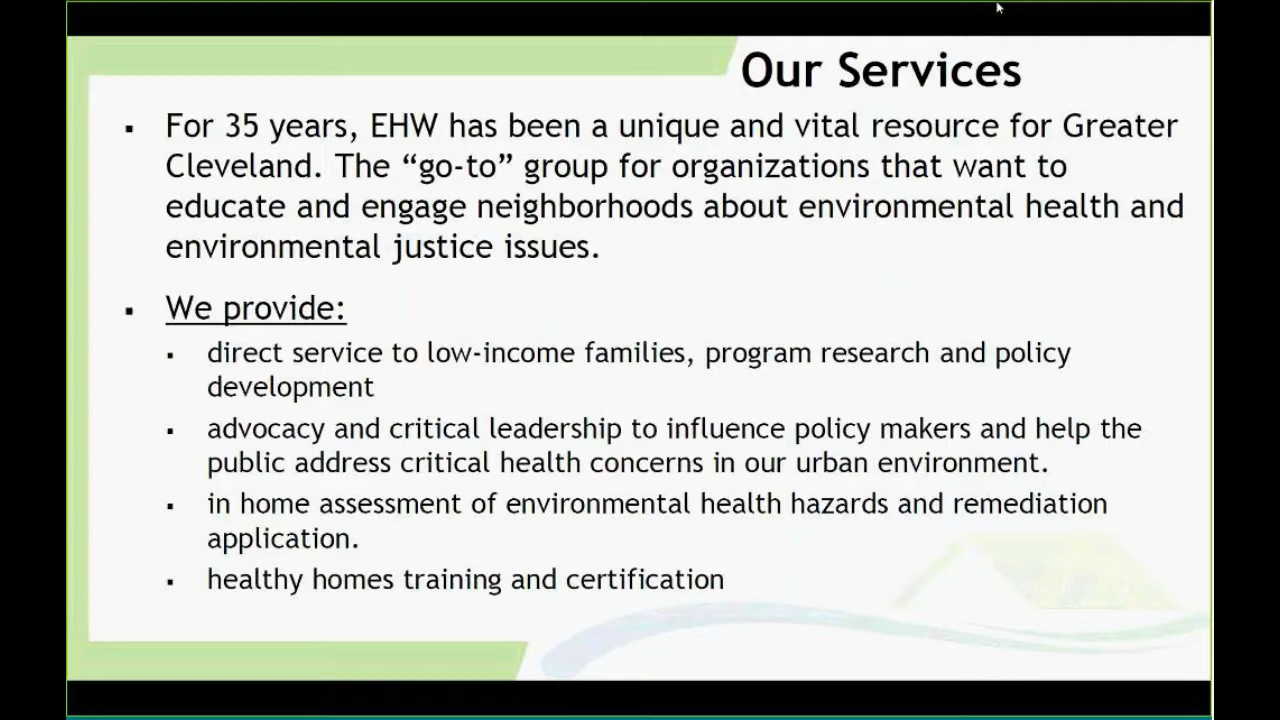 Our Services
▪ For 35 years, EHW has been a unique and vital resource for Greater
Cleveland. The “go-to” group for organizations that want to
educate and engage neighborhoods about environmental health and
environmental justice issues.
▪ We provide:
▪ direct service to low-income families, program research and policy
development
▪ advocacy and critical leadership to influence policy makers and help the
public address critical health concerns in our urban environment.
▪ in home assessment of environmental health hazards and remediation
application.
▪ healthy homes training and certification